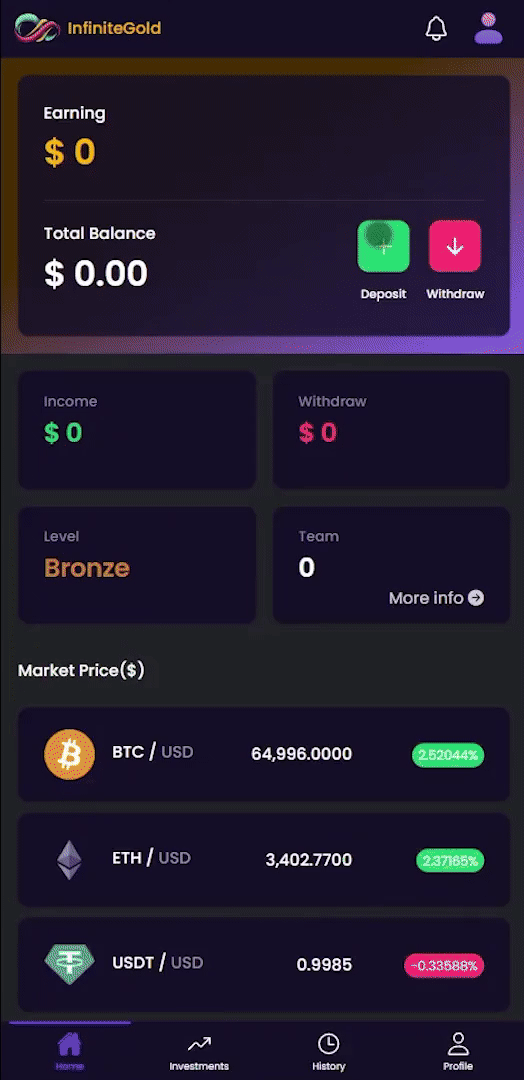 InfiniteGold
Earning
$ 0
Total Balance
$ 0.00
Deposit
Withdraw
Income
$ 0
Withdraw
$ 0
Level
Bronze
Team
0
More info
Market Price($)
BTC / USD 64,996.0000 2.52044%
ETH / USD 3,402.7700 2.37165%
USDT / USD 0.9985 -0.33588%
Home Investments History Profile